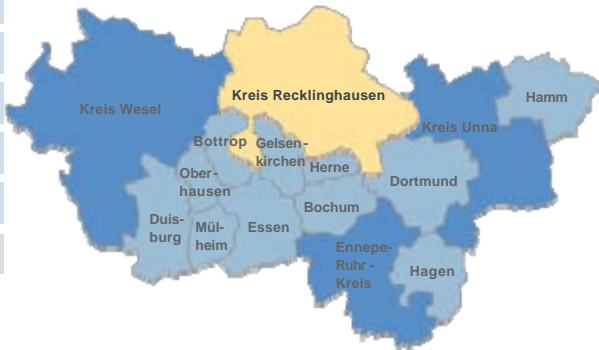 Kreis Recklinghausen
Hamm
Kreis Wesel
Kreis Unna
Bottrop
Gelsen-
kirchen
Herne
Ober-
hausen
Dortmund
Bochum
Duis-
burg
Mül-
heim
Essen
Ennepe-
Ruhr -
Kreis
Hagen